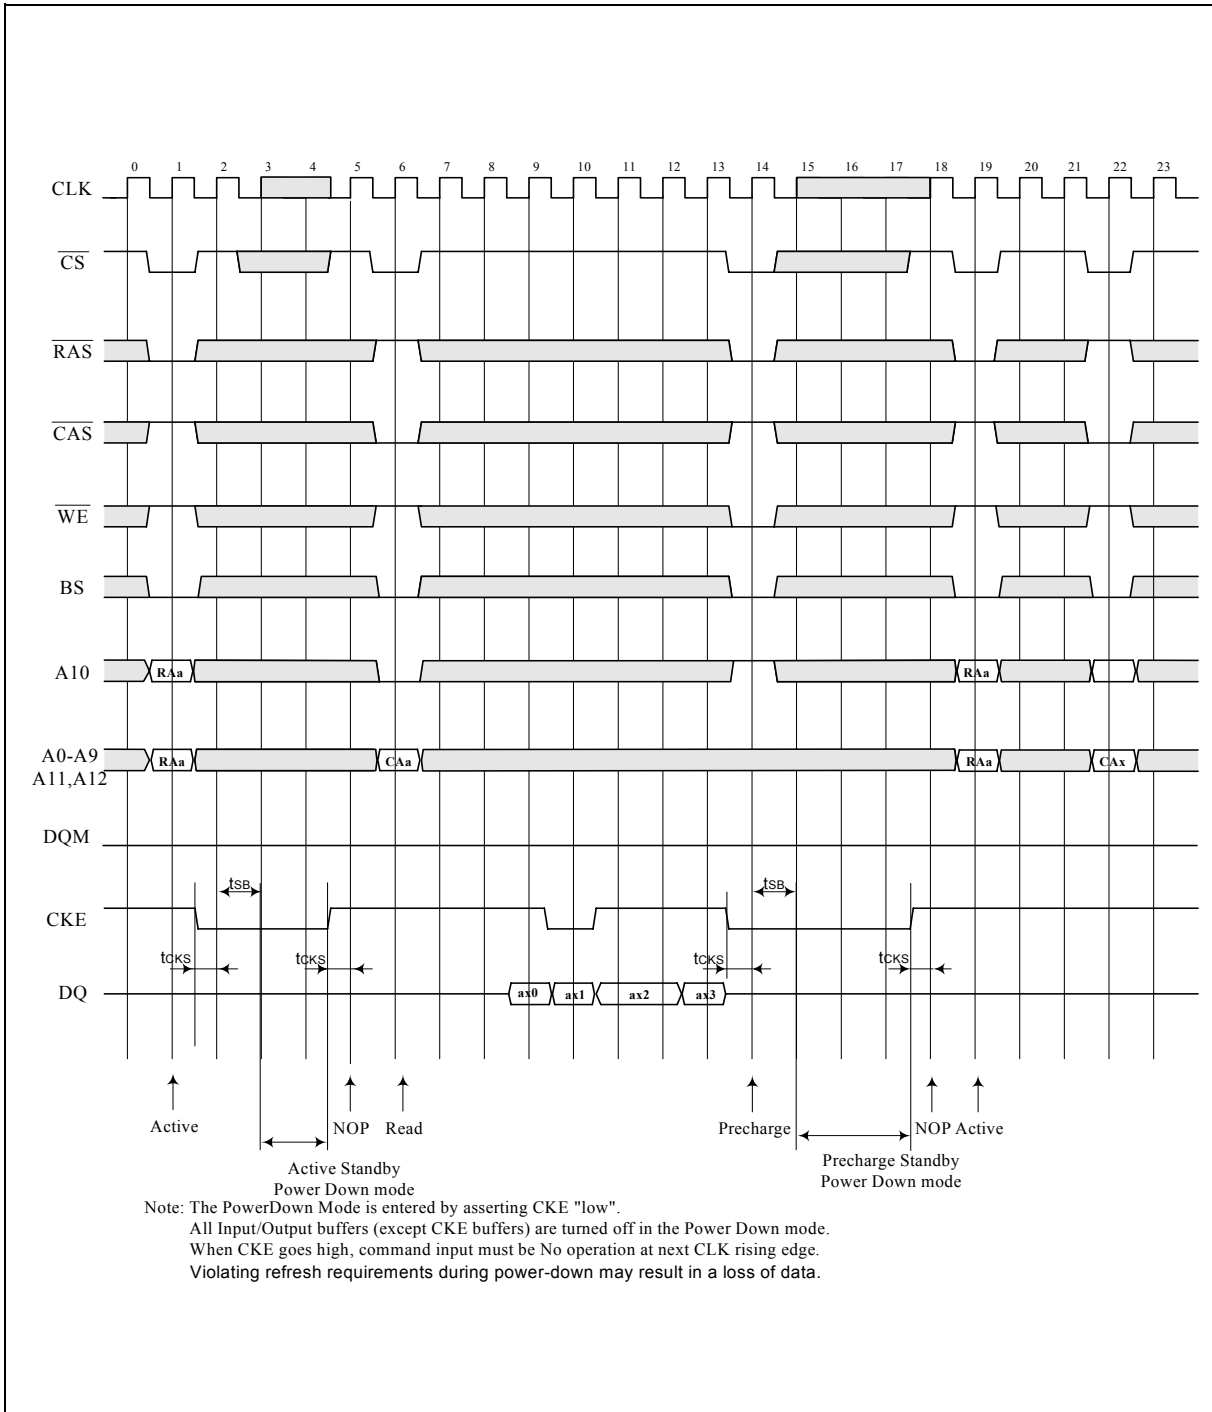 0 1 2 3 4 5 6 7 8 9 10 11 12 13 14 15 16 17 18 19 20 21 22 23
CLK
CS
RAS
CAS
WE
BS
A10 RAa RAa
A0-A9
A11,A12 RAa CAa RAa CAx
DQM
tSB tSB
CKE
tCKS tCKS tCKS tCKS
DQ ax0 ax1 ax2 ax3
Active NOP Read Precharge NOP Active
Active Standby
Power Down mode
Precharge Standby
Power Down mode
Note: The PowerDown Mode is entered by asserting CKE "low".
All Input/Output buffers (except CKE buffers) are turned off in the Power Down mode.
When CKE goes high, command input must be No operation at next CLK rising edge.
Violating refresh requirements during power-down may result in a loss of data.